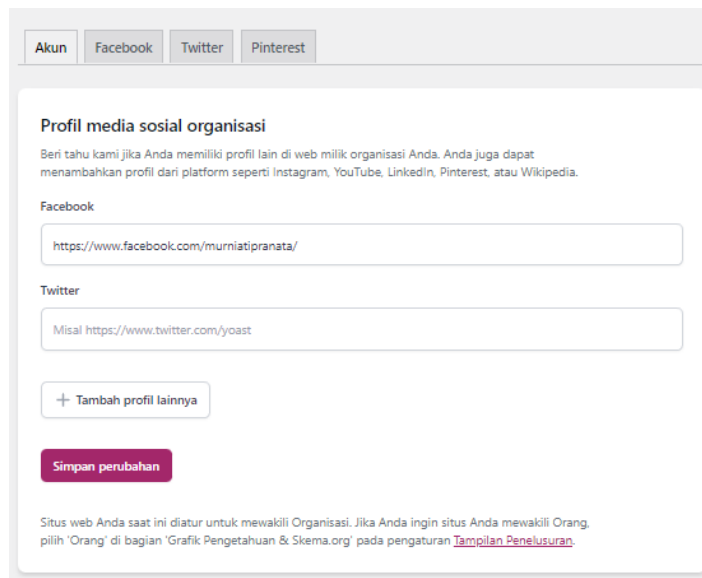 Akun Facebook Twitter Pinterest
Profil media sosial organisasi
Beri tahu kami jika Anda memiliki profil lain di web milik organisasi Anda. Anda juga dapat
menambahkan profil dari platform seperti Instagram, YouTube, LinkedIn, Pinterest, atau Wikipedia.
Facebook
https://www.facebook.com/murniatipranata/
Twitter
Misal https://www.twitter.com/yoast
+ Tambah profil lainnya
Simpan perubahan
Situs web Anda saat ini diatur untuk mewakili Organisasi. Jika Anda ingin situs Anda mewakili Orang,
pilih 'Orang' di bagian 'Grafik Pengetahuan & Skema.org' pada pengaturan Tampilan Penelusuran.